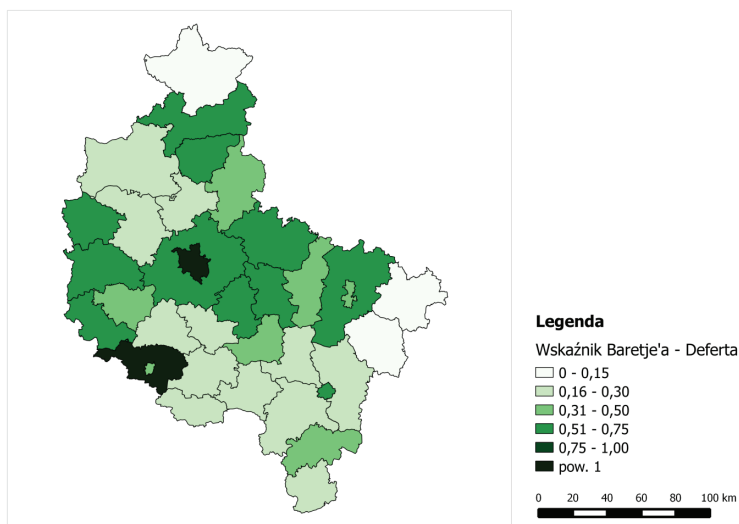 Legenda
Wskaźnik Baretje'a - Deferta
0 - 0,15
0,16 - 0,30
0,31 - 0,50
0,51 - 0,75
0,75 - 1,00
pow. 1
0 20 40 60 80 100 km